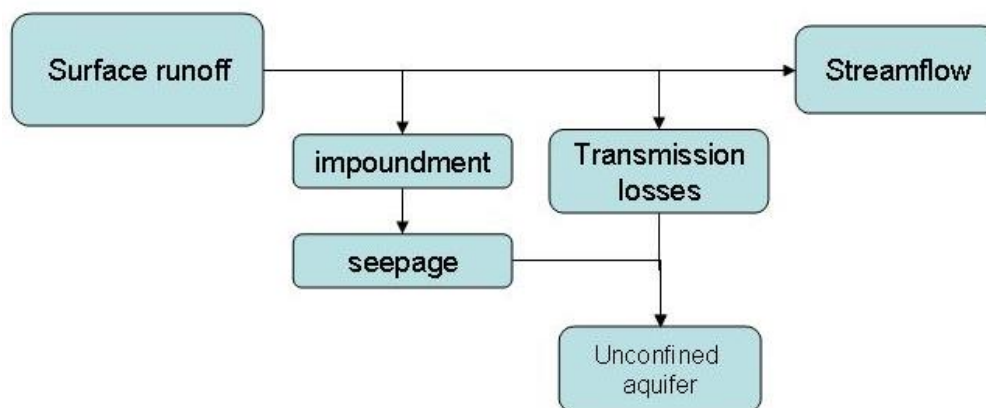 Surface runoff
Streamflow
impoundment
Transmission
losses
seepage
Unconfined
aquifer